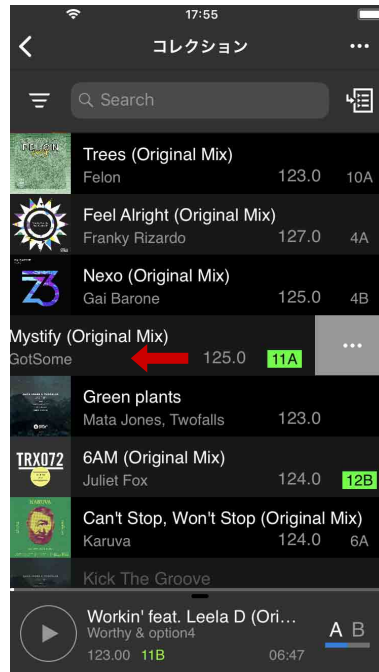 17:55
コレクション
Search
Trees (Original Mix)
Felon 123.0 10A
Feel Alright (Original Mix)
Franky Rizardo 127.0 4A
Nexo (Original Mix)
Gai Barone 125.0 4B
Mystify (Original Mix)
GotSome 125.0 11A
Green plants
Mata Jones, Twofalls 123.0
TRX072
6AM (Original Mix)
Juliet Fox 124.0 12B
KARUVA
Can't Stop, Won't Stop (Original Mix)
Karuva 124.0 6A
Kick The Groove
Workin' feat. Leela D (Ori...
Worthy & option4
A B
123.00 11B 06:47